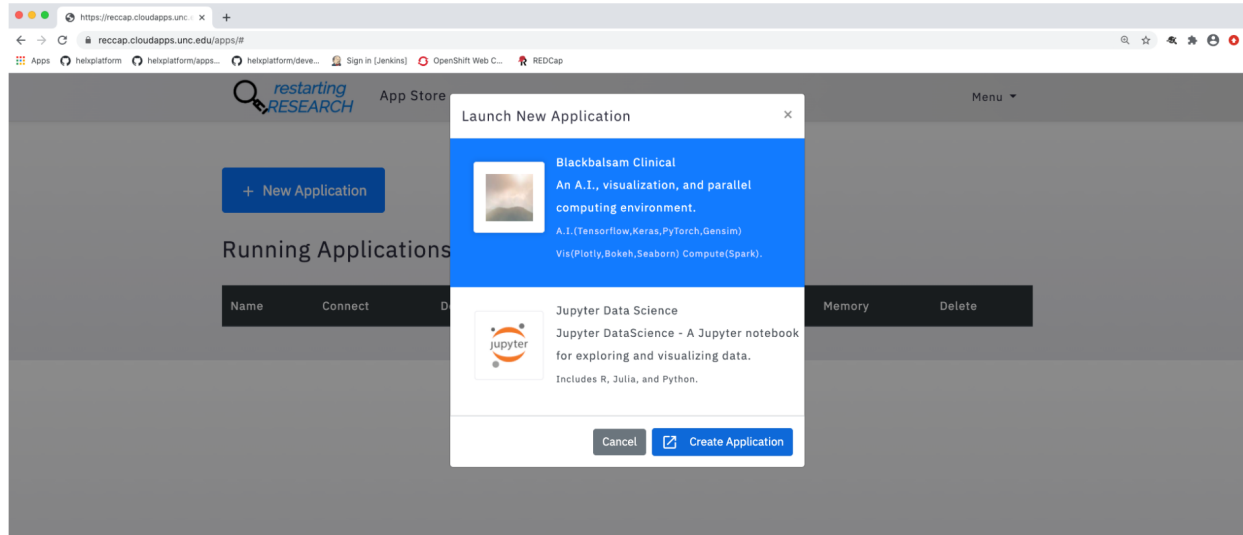 https://reccap.cloudapps.unc.
reccap.cloudapps.unc.edu/apps/#
Apps helxplatform helxplatform/apps... helxplatform/deve... Sign in [Jenkins] OpenShift Web C... REDCap
restarting
RESEARCH
App Store
Menu
Launch New Application
Blackbalsam Clinical
An A.I., visualization, and parallel
computing environment.
A.I.(Tensorflow,Keras,PyTorch,Gensim)
Vis(Plotly,Bokeh,Seaborn) Compute(Spark).
+ New Application
Running Applications
Name Connect Memory Delete
jupyter
Jupyter Data Science
Jupyter DataScience - A Jupyter notebook
for exploring and visualizing data.
Includes R, Julia, and Python.
Cancel Create Application